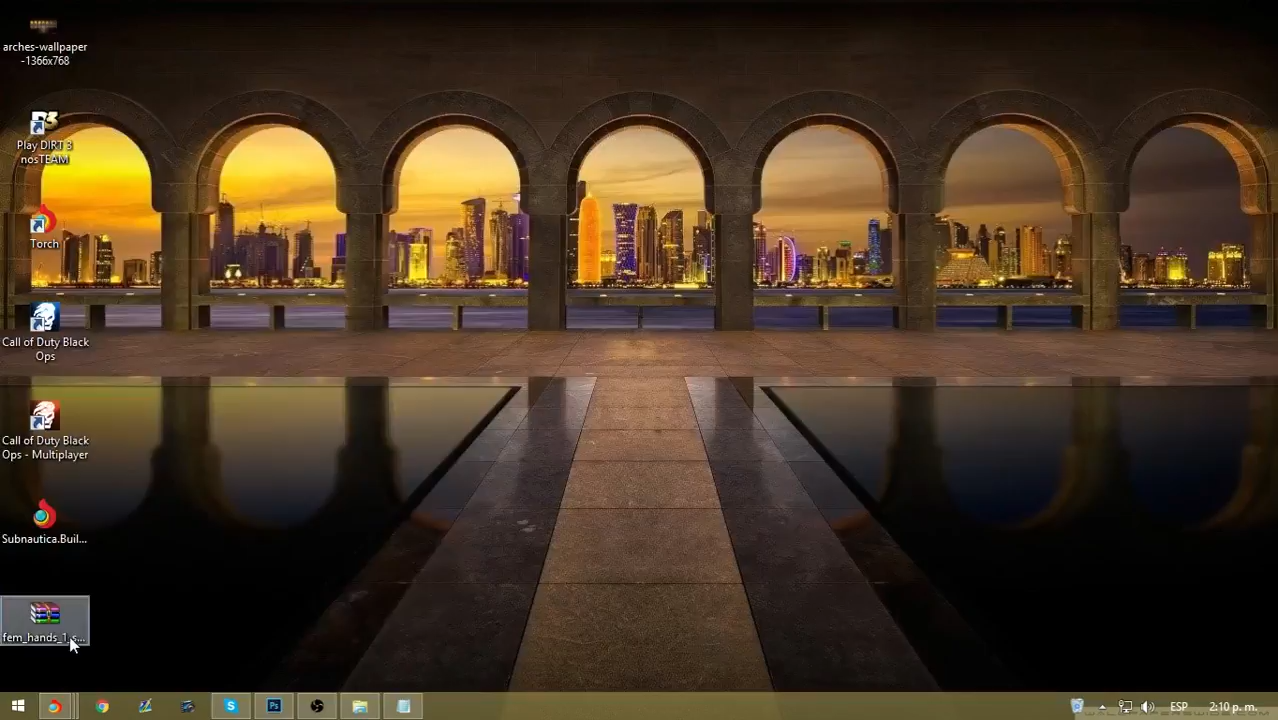 arches-wallpaper
-1366x768
Play DIRT 3
nosTEAM
Torch
Call of Duty Black
Ops
Call of Duty Black
Ops - Multiplayer
Subnautica.Buil...
fem_hands_1_s...
Ps
ESP
2:10 p. m.